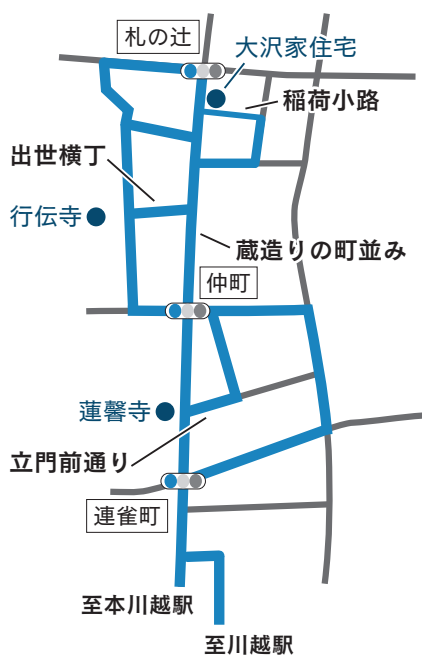 札の辻
大沢家住宅
稲荷小路
出世横丁
行伝寺
蔵造りの町並み
仲町
蓮馨寺
立門前通り
連雀町
至本川越駅
至川越駅